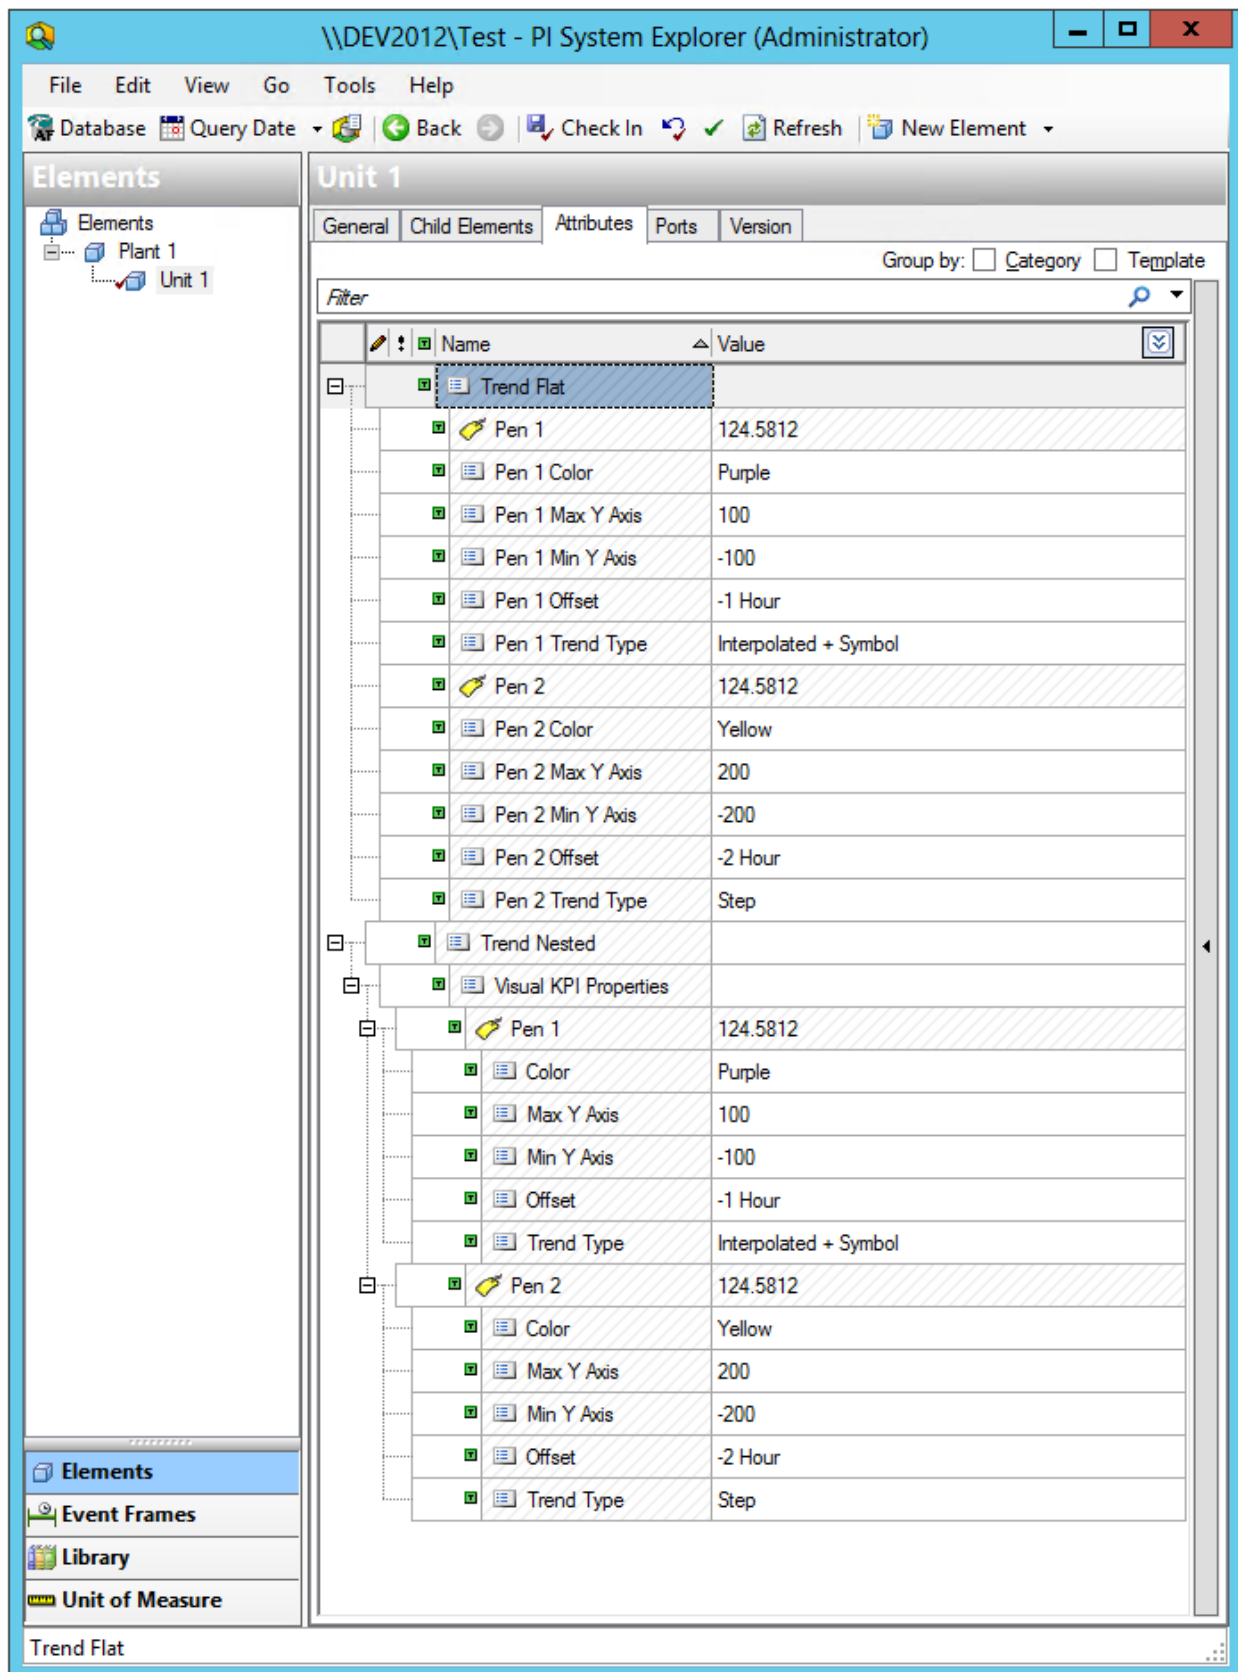 \\DEV2012\Test - PI System Explorer (Administrator)
File Edit View Go Tools Help
Database Query Date Back Check In Refresh New Element
Elements
Elements
Plant 1
Unit 1
Unit 1
General Child Elements Attributes Ports Version
Group by: Category Template
Filter
Name Value
Trend Flat
Pen 1 124.5812
Pen 1 Color Purple
Pen 1 Max Y Axis 100
Pen 1 Min Y Axis -100
Pen 1 Offset -1 Hour
Pen 1 Trend Type Interpolated + Symbol
Pen 2 124.5812
Pen 2 Color Yellow
Pen 2 Max Y Axis 200
Pen 2 Min Y Axis -200
Pen 2 Offset -2 Hour
Pen 2 Trend Type Step
Trend Nested
Visual KPI Properties
Pen 1 124.5812
Color Purple
Max Y Axis 100
Min Y Axis -100
Offset -1 Hour
Trend Type Interpolated + Symbol
Pen 2 124.5812
Color Yellow
Max Y Axis 200
Min Y Axis -200
Offset -2 Hour
Trend Type Step
Elements
Event Frames
Library
Unit of Measure
Trend Flat